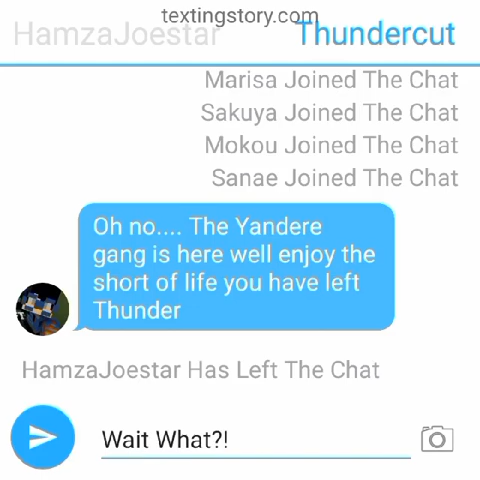 textingstory.com
HamzaJoestar Thundercut
Marisa Joined The Chat
Sakuya Joined The Chat
Mokou Joined The Chat
Sanae Joined The Chat
Oh no.... The Yandere
gang is here well enjoy the
short of life you have left
Thunder
HamzaJoestar Has Left The Chat
Wait What?!